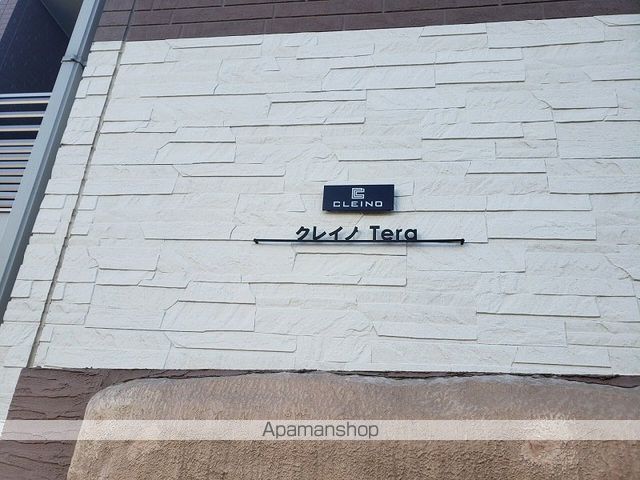 CLEINO
クレイノ Tera
Apamanshop